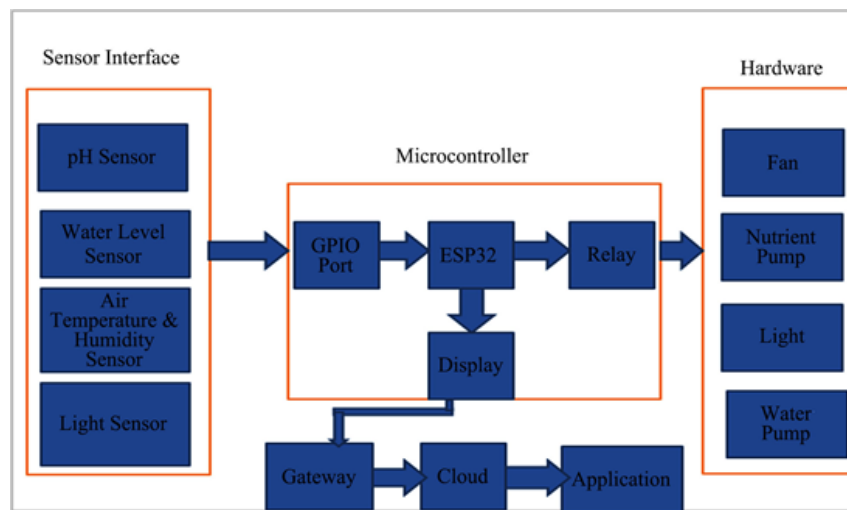 Sensor Interface
pH Sensor
Water Level
Sensor
Air
Temperature &
Humidity
Sensor
Light Sensor
Microcontroller
GPIO
Port
ESP32
Relay
Display
Gateway
Cloud
Application
Hardware
Fan
Nutrient
Pump
Light
Water
Pump